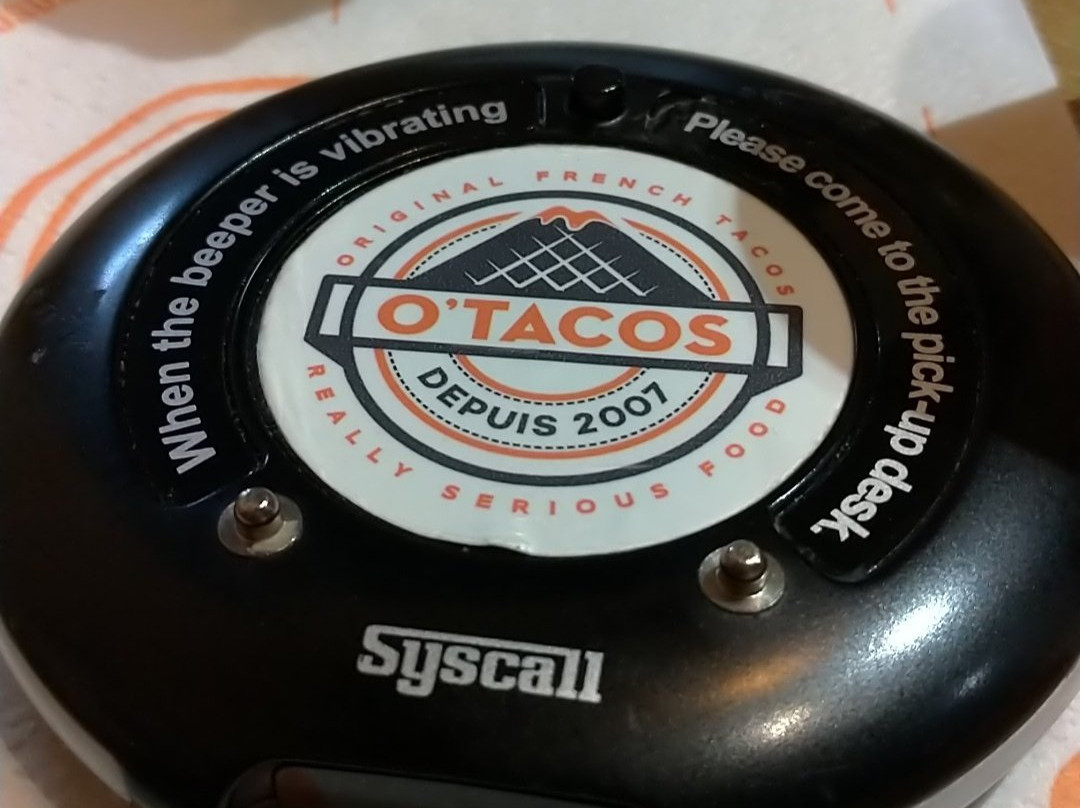 When the beeper is vibrating
Please come to the pick-up desk.
ORIGINAL FRENCH TACOS
O'TACOS
DEPUIS 2007
REALLY SERIOUS FOOD
Syscall